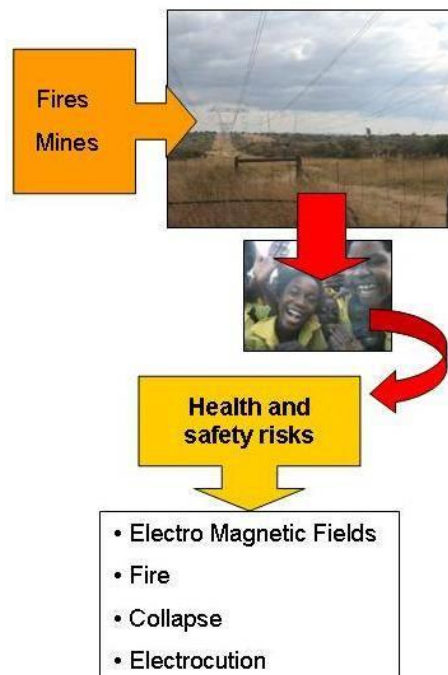 Fires
Mines
Health and
safety risks
• Electro Magnetic Fields
• Fire
• Collapse
• Electrocution